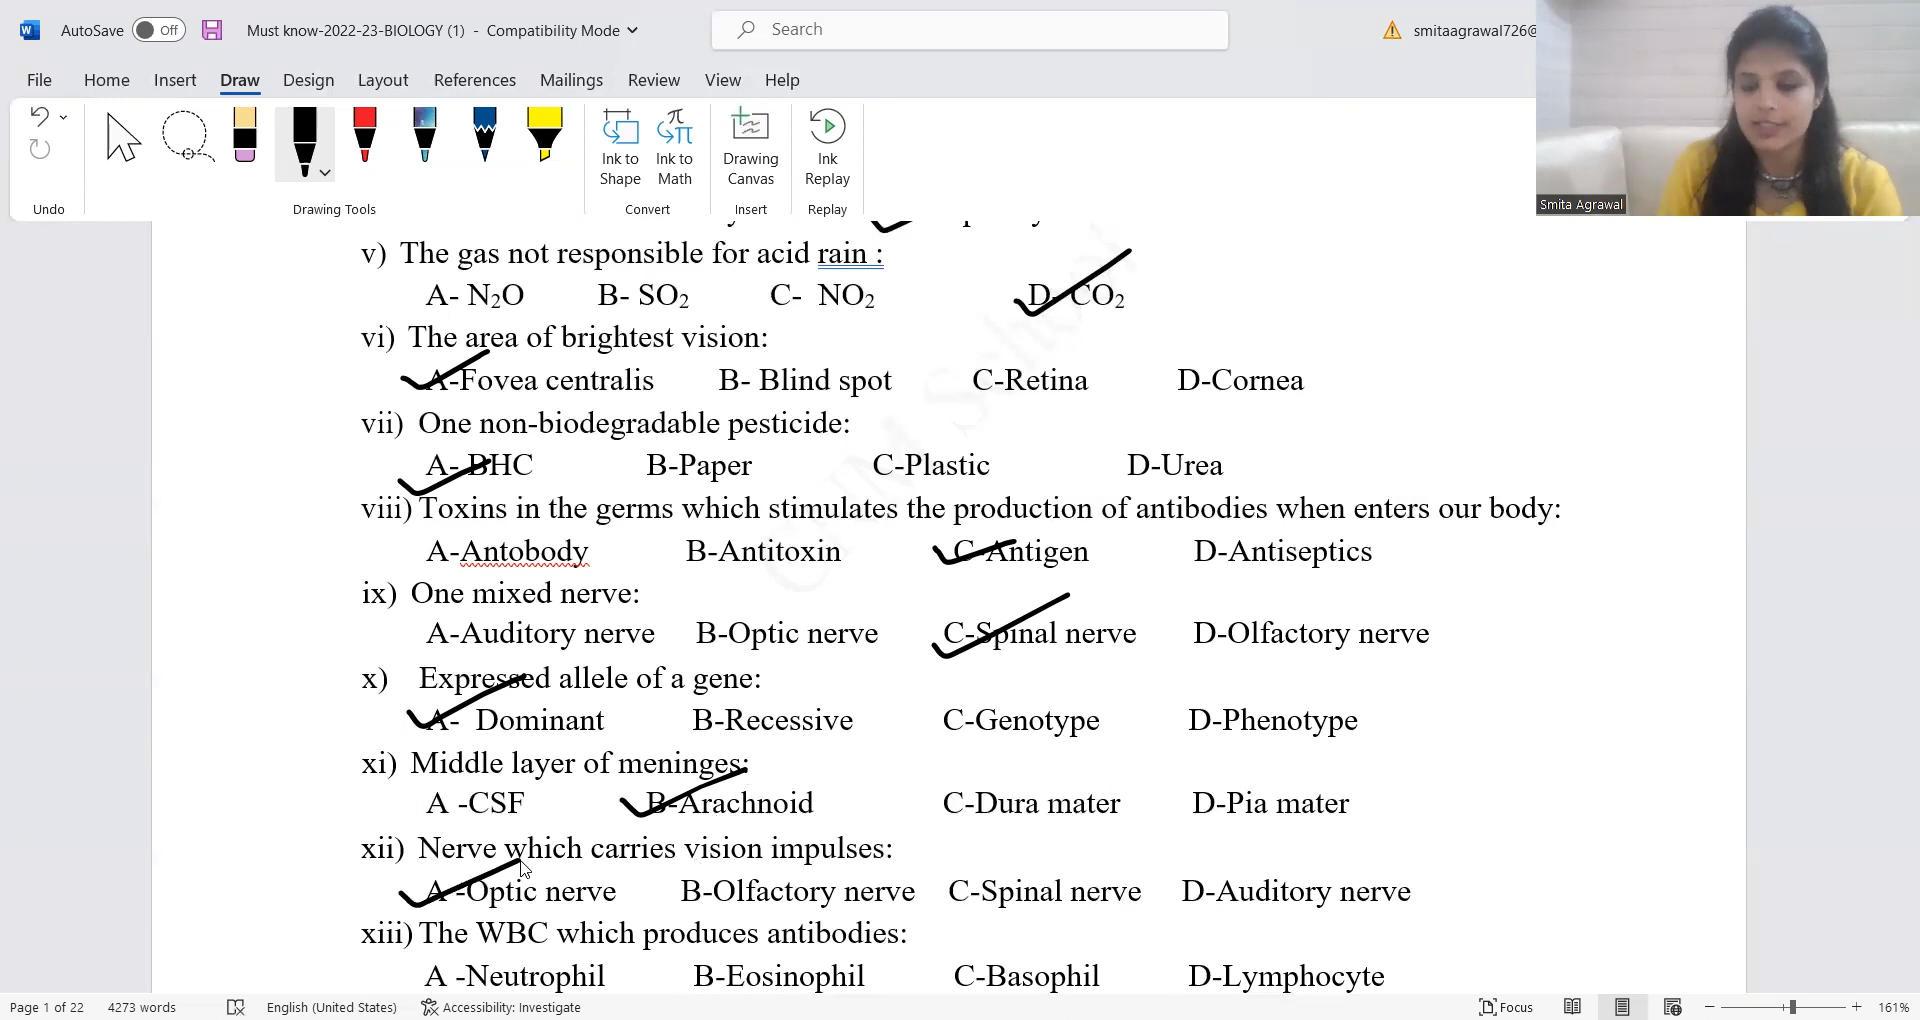 AutoSave Off Must know-2022-23-BIOLOGY (1) - Compatibility Mode Search smitaagrawal726@
File Home Insert Draw Design Layout References Mailings Review View Help
Ink to Shape Ink to Math Drawing Canvas Ink Replay
Undo Drawing Tools Convert Insert Replay
Smita Agrawal
v) The gas not responsible for acid rain :
A- N₂O B- SO₂ C- NO₂ D- CO₂
vi) The area of brightest vision:
A-Fovea centralis B- Blind spot C-Retina D-Cornea
vii) One non-biodegradable pesticide:
A- BHC B-Paper C-Plastic D-Urea
viii) Toxins in the germs which stimulates the production of antibodies when enters our body:
A-Antobody B-Antitoxin C-Antigen D-Antiseptics
ix) One mixed nerve:
A-Auditory nerve B-Optic nerve C-Spinal nerve D-Olfactory nerve
x) Expressed allele of a gene:
A- Dominant B-Recessive C-Genotype D-Phenotype
xi) Middle layer of meninges:
A -CSF B-Arachnoid C-Dura mater D-Pia mater
xii) Nerve which carries vision impulses:
A -Optic nerve B-Olfactory nerve C-Spinal nerve D-Auditory nerve
xiii) The WBC which produces antibodies:
A -Neutrophil B-Eosinophil C-Basophil D-Lymphocyte
Page 1 of 22 4273 words English (United States) Accessibility: Investigate Focus 161%